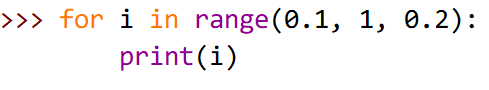 >>> for i in range(0.1, 1, 0.2):
        print(i)